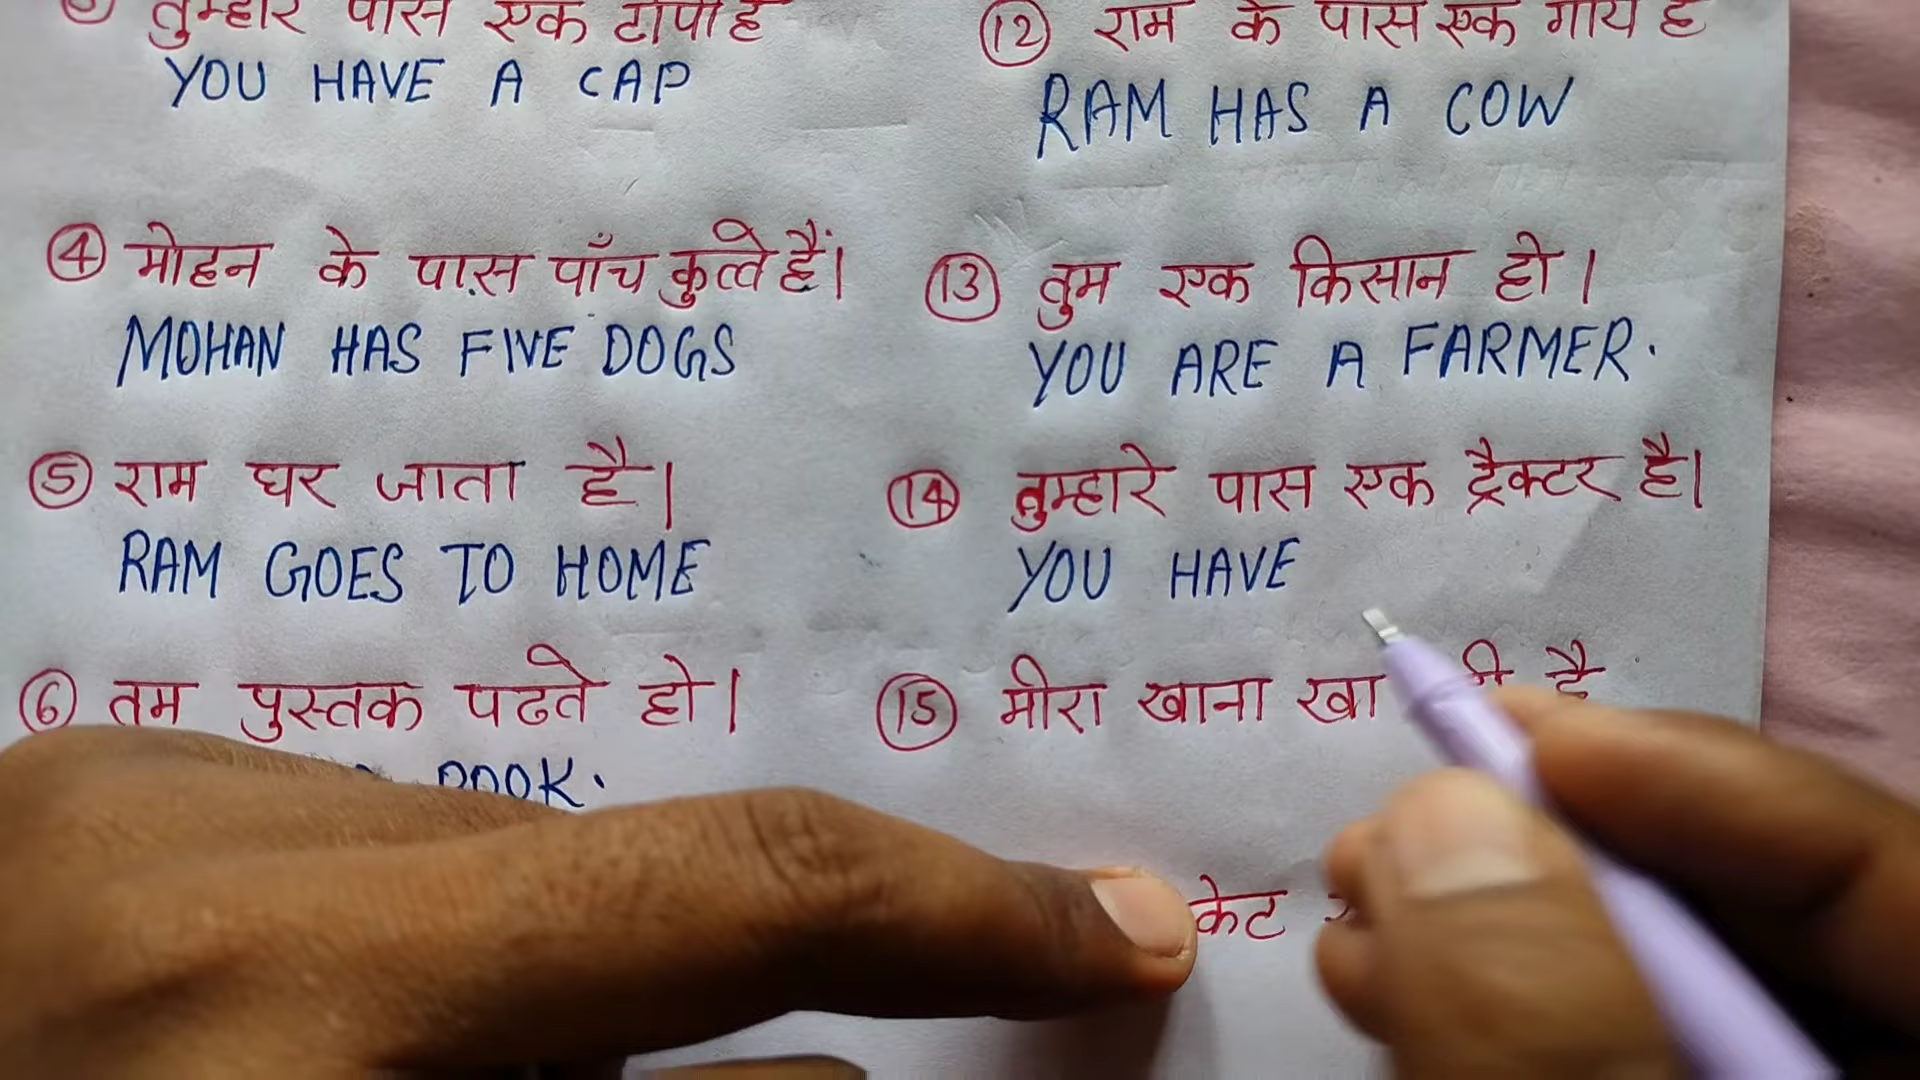 तुम्हारे पास एक टोपी है
YOU HAVE A CAP
④ मोहन के पास पाँच कुत्ते हैं।
MOHAN HAS FIVE DOGS
⑤ राम घर जाता है।
RAM GOES TO HOME
⑥ तम पुस्तक पढते हो।
BOOK.
⑫ राम के पास एक गाय है
RAM HAS A COW
⑬ तुम एक किसान हो।
YOU ARE A FARMER.
⑭ तुम्हारे पास एक ट्रैक्टर है।
YOU HAVE
⑮ मीरा खाना खा है